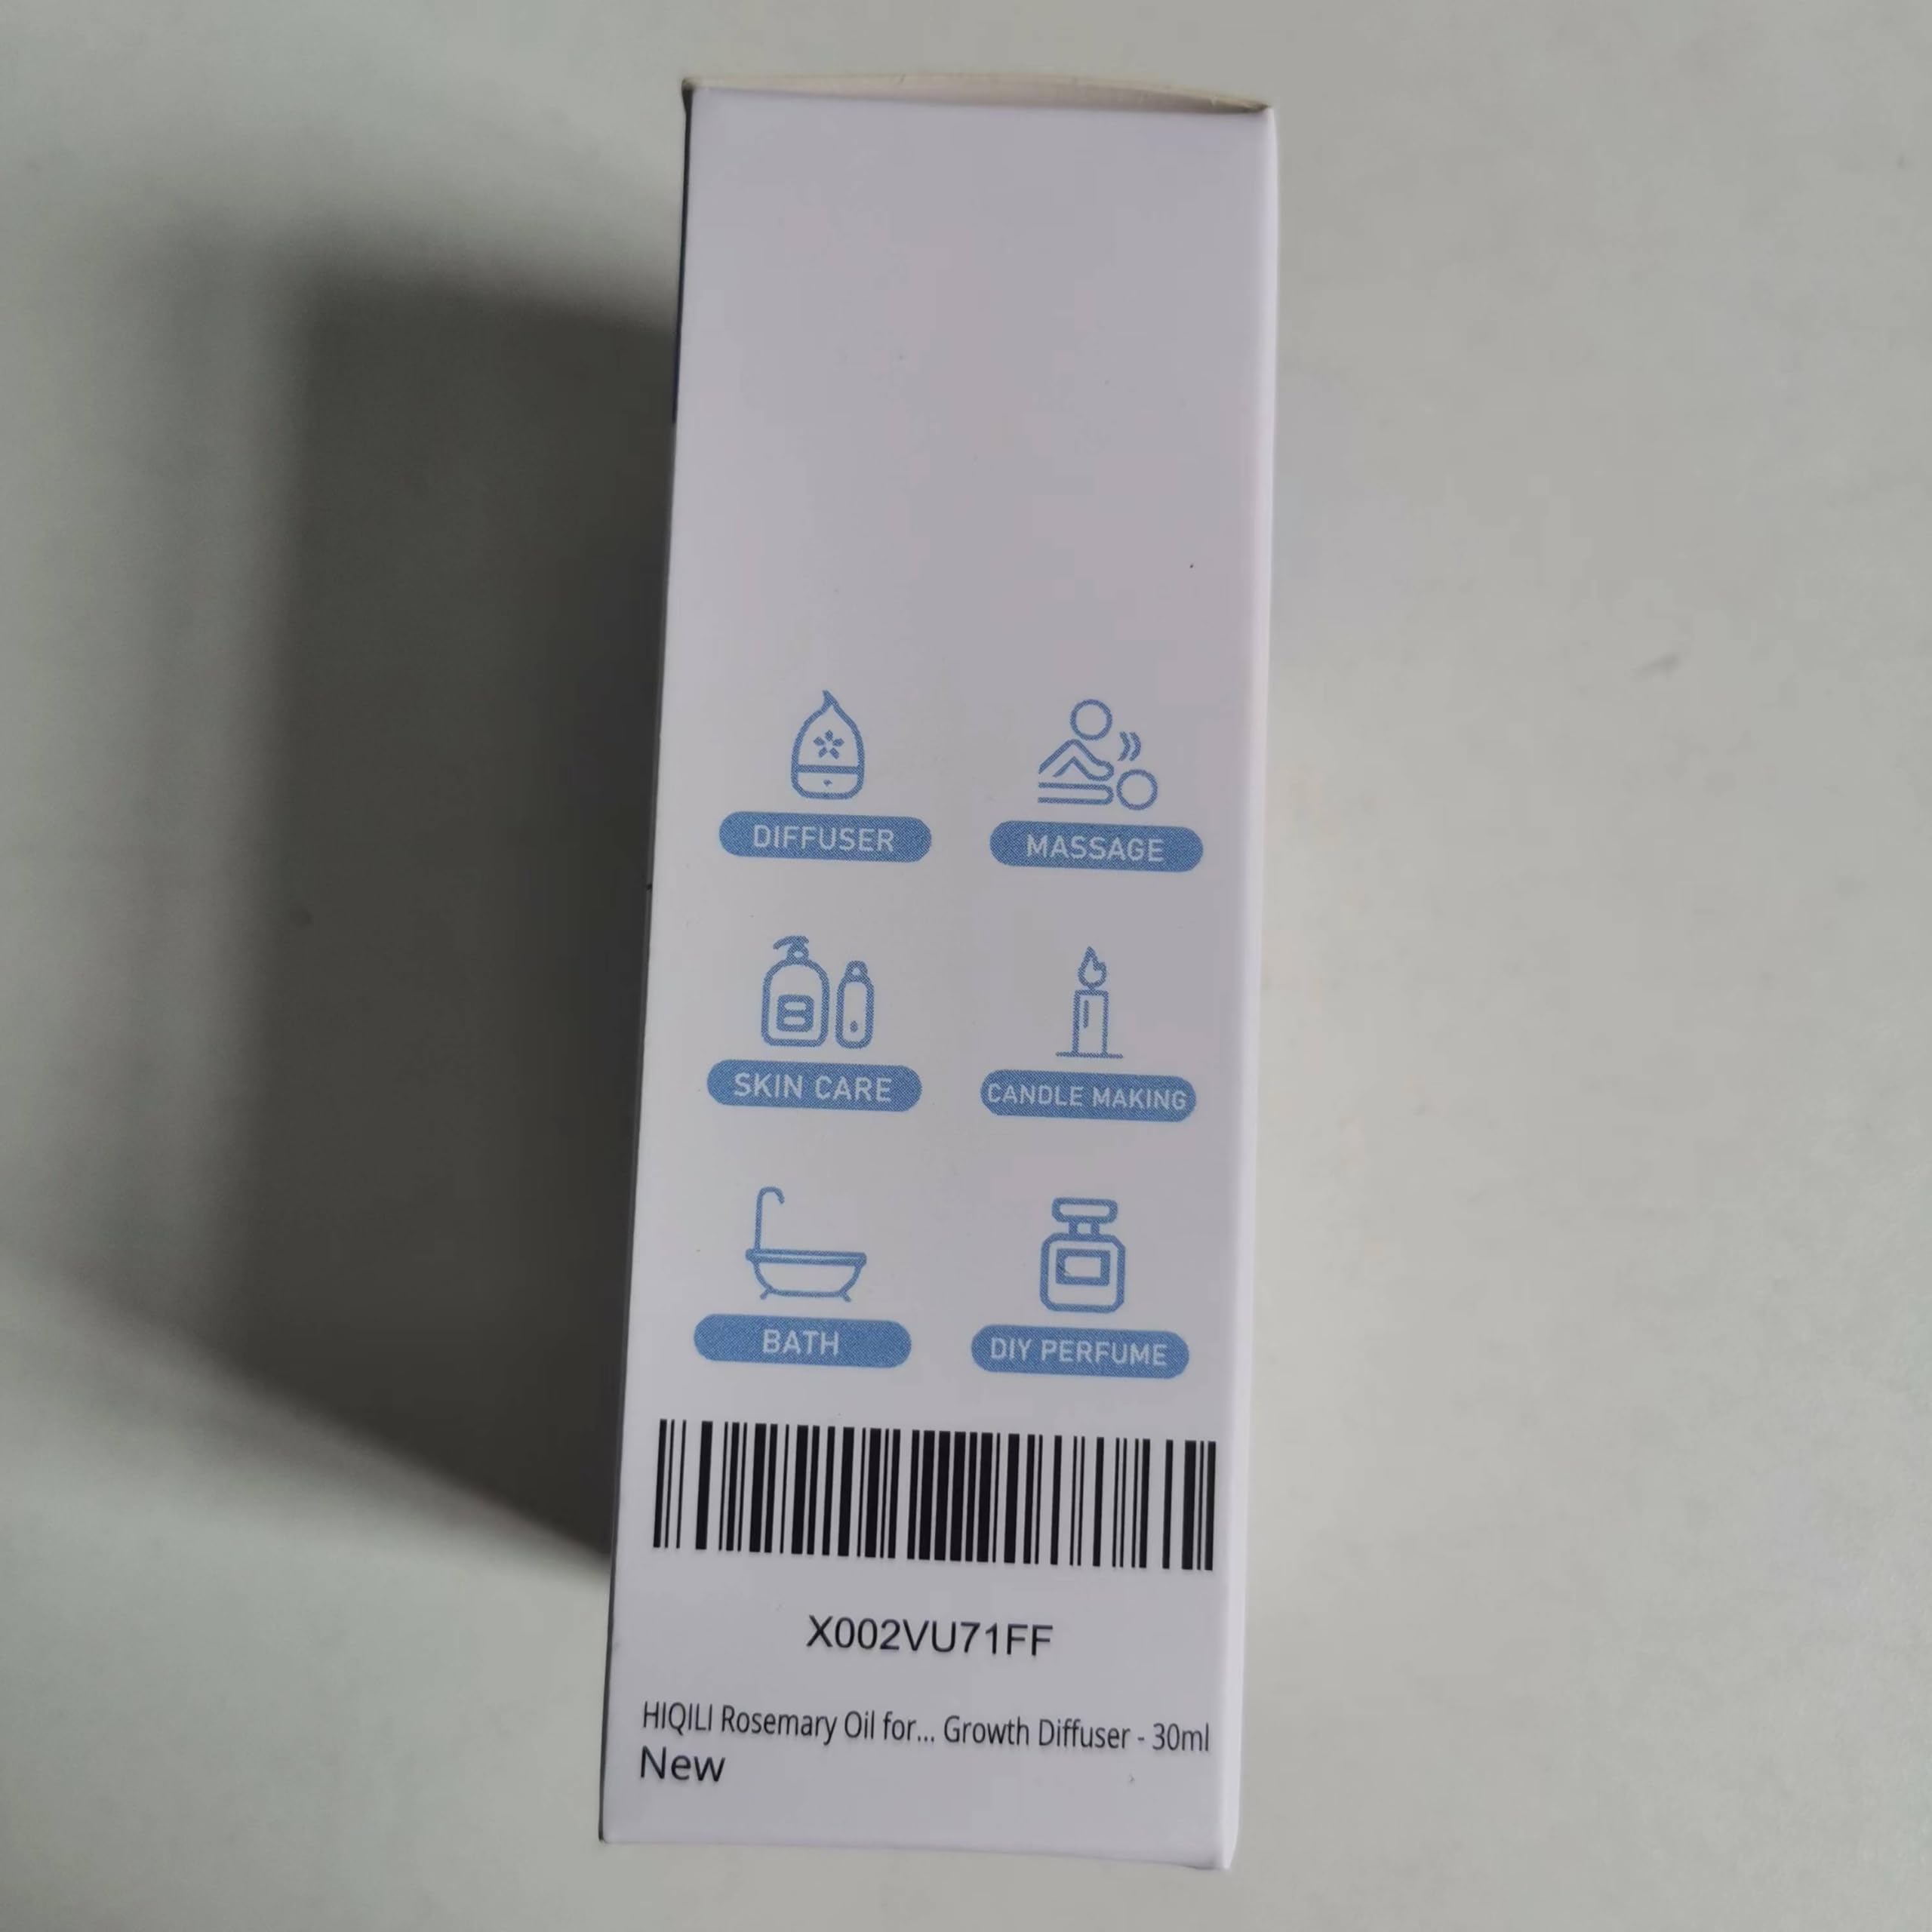 DIFFUSER
MASSAGE
SKIN CARE
CANDLE MAKING
BATH
DIY PERFUME
X002VU71FF
HIQILI Rosemary Oil for... Growth Diffuser - 30ml
New